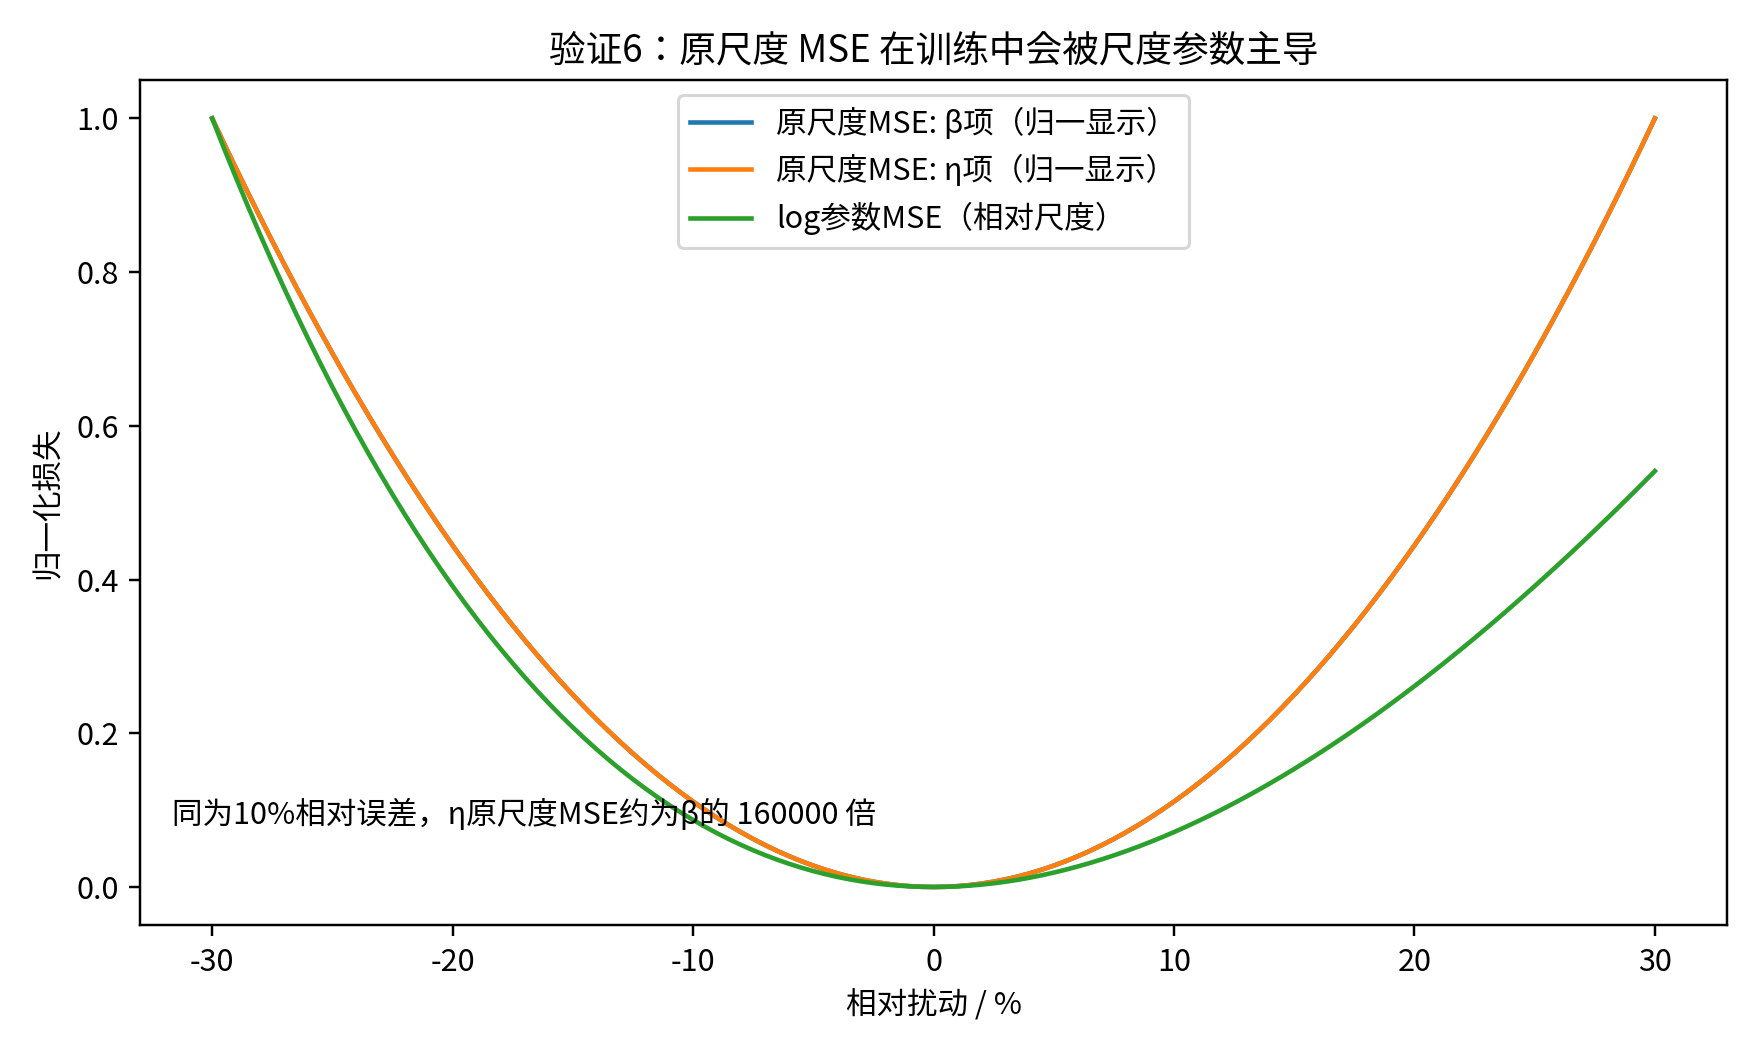 验证6：原尺度 MSE 在训练中会被尺度参数主导
原尺度MSE: β项（归一显示）
原尺度MSE: η项（归一显示）
log参数MSE（相对尺度）
归一化损失
1.0
0.8
0.6
0.4
0.2
0.0
同为10%相对误差，η原尺度MSE约为β的 160000 倍
-30 -20 -10 0 10 20 30
相对扰动 / %